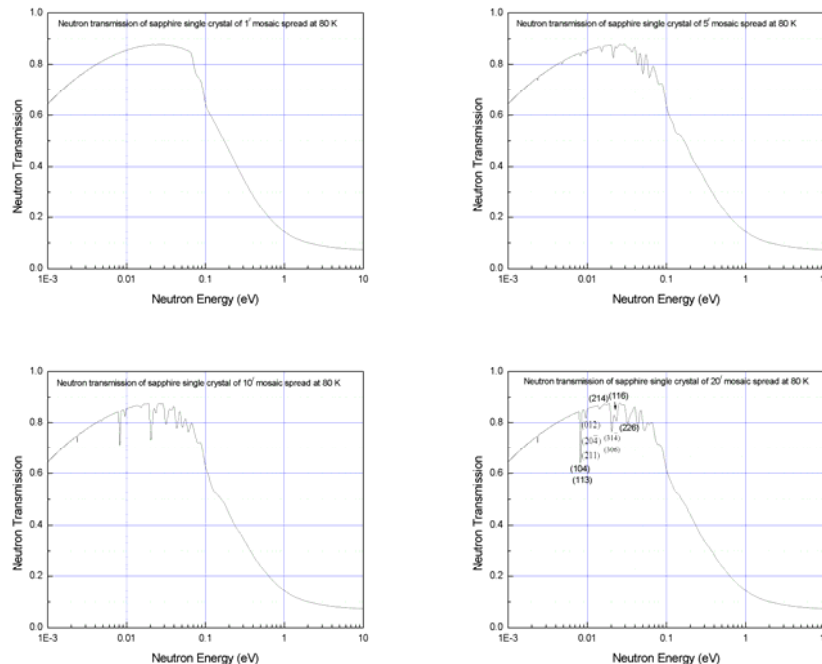 Neutron transmission of sapphire single crystal of 1′ mosaic spread at 80 K
1.0
0.8
0.6
0.4
0.2
0.0
Neutron Transmission
1E-3
0.01
0.1
1
10
Neutron Energy (eV)
Neutron transmission of sapphire single crystal of 5′ mosaic spread at 80 K
1.0
0.8
0.6
0.4
0.2
0.0
Neutron Transmission
1E-3
0.01
0.1
1
Neutron Energy (eV)
Neutron transmission of sapphire single crystal of 10′ mosaic spread at 80 K
1.0
0.8
0.6
0.4
0.2
0.0
Neutron Transmission
1E-3
0.01
0.1
1
10
Neutron Energy (eV)
Neutron transmission of sapphire single crystal of 20′ mosaic spread at 80 K
1.0
0.8
0.6
0.4
0.2
0.0
Neutron Transmission
(214) (116)
(012) (226)
(204)
(314)
(306)
(211)
(104)
(113)
1E-3
0.01
0.1
1
Neutron Energy (eV)